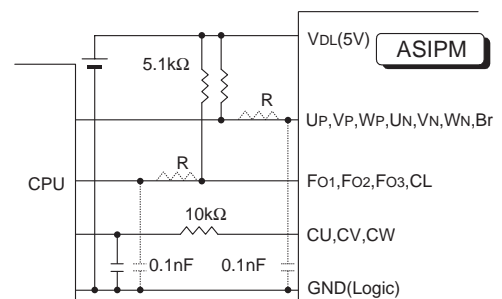 VDL(5V)
ASIPM
5.1kΩ
R
UP,VP,WP,UN,VN,WN,Br
R
CPU
FO1,FO2,FO3,CL
10kΩ
CU,CV,CW
0.1nF
0.1nF
GND(Logic)